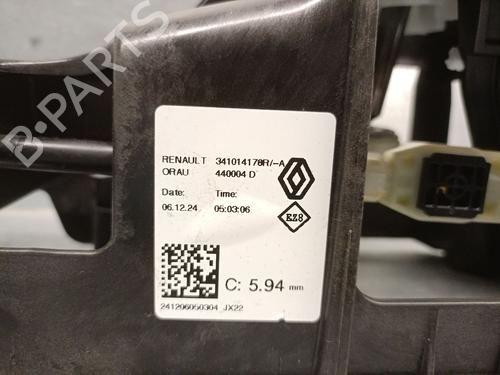 B-PARTS
RENAULT 341014178R/-A
ORAU 440004 D
Date: Time:
06.12.24 05:03:06
EZ8
C: 5.94 mm
241206050304 JX22